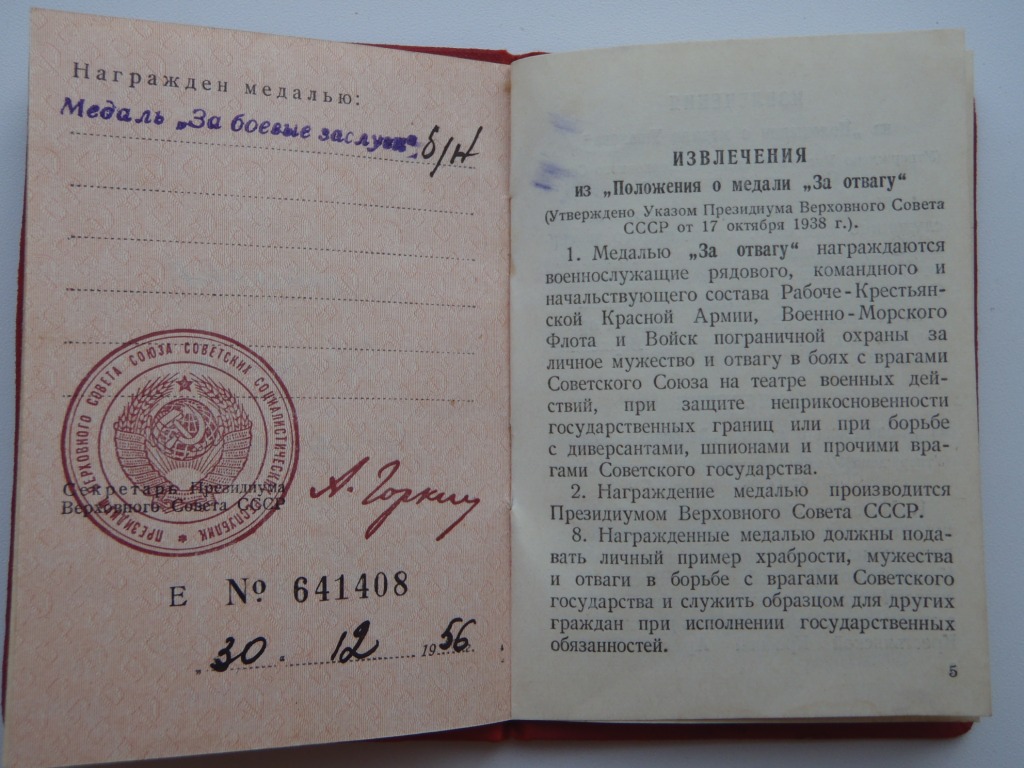 Награжден медалью:
Медаль „За боевые заслуги“ б/н
ПРЕЗИДИУМ ВЕРХОВНОГО СОВЕТА СОЮЗА СОВЕТСКИХ СОЦИАЛИСТИЧЕСКИХ РЕСПУБЛИК
Секретарь Президиума
Верховного Совета СССР
А. Горкин
Е № 641408
30. 12 1956 г.
ИЗВЛЕЧЕНИЯ
из „Положения о медали „За отвагу“
(Утверждено Указом Президиума Верховного Совета
СССР от 17 октября 1938 г.).
1. Медалью „За отвагу“ награждаются
военнослужащие рядового, командного и
начальствующего состава Рабоче-Крестьян-
ской Красной Армии, Военно-Морского
Флота и Войск пограничной охраны за
личное мужество и отвагу в боях с врагами
Советского Союза на театре военных дей-
ствий, при защите неприкосновенности
государственных границ или при борьбе
с диверсантами, шпионами и прочими вра-
гами Советского государства.
2. Награждение медалью производится
Президиумом Верховного Совета СССР.
8. Награжденные медалью должны пода-
вать личный пример храбрости, мужества
и отваги в борьбе с врагами Советского
государства и служить образцом для других
граждан при исполнении государственных
обязанностей.
5